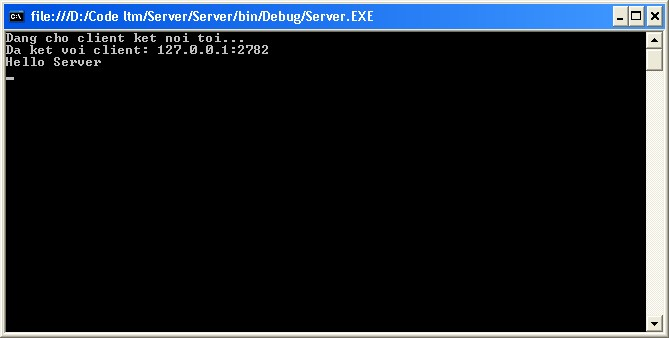 file:///D:/Code ltm/Server/Server/bin/Debug/Server.EXE
Dang cho client ket noi toi...
Da ket voi client: 127.0.0.1:2782
Hello Server